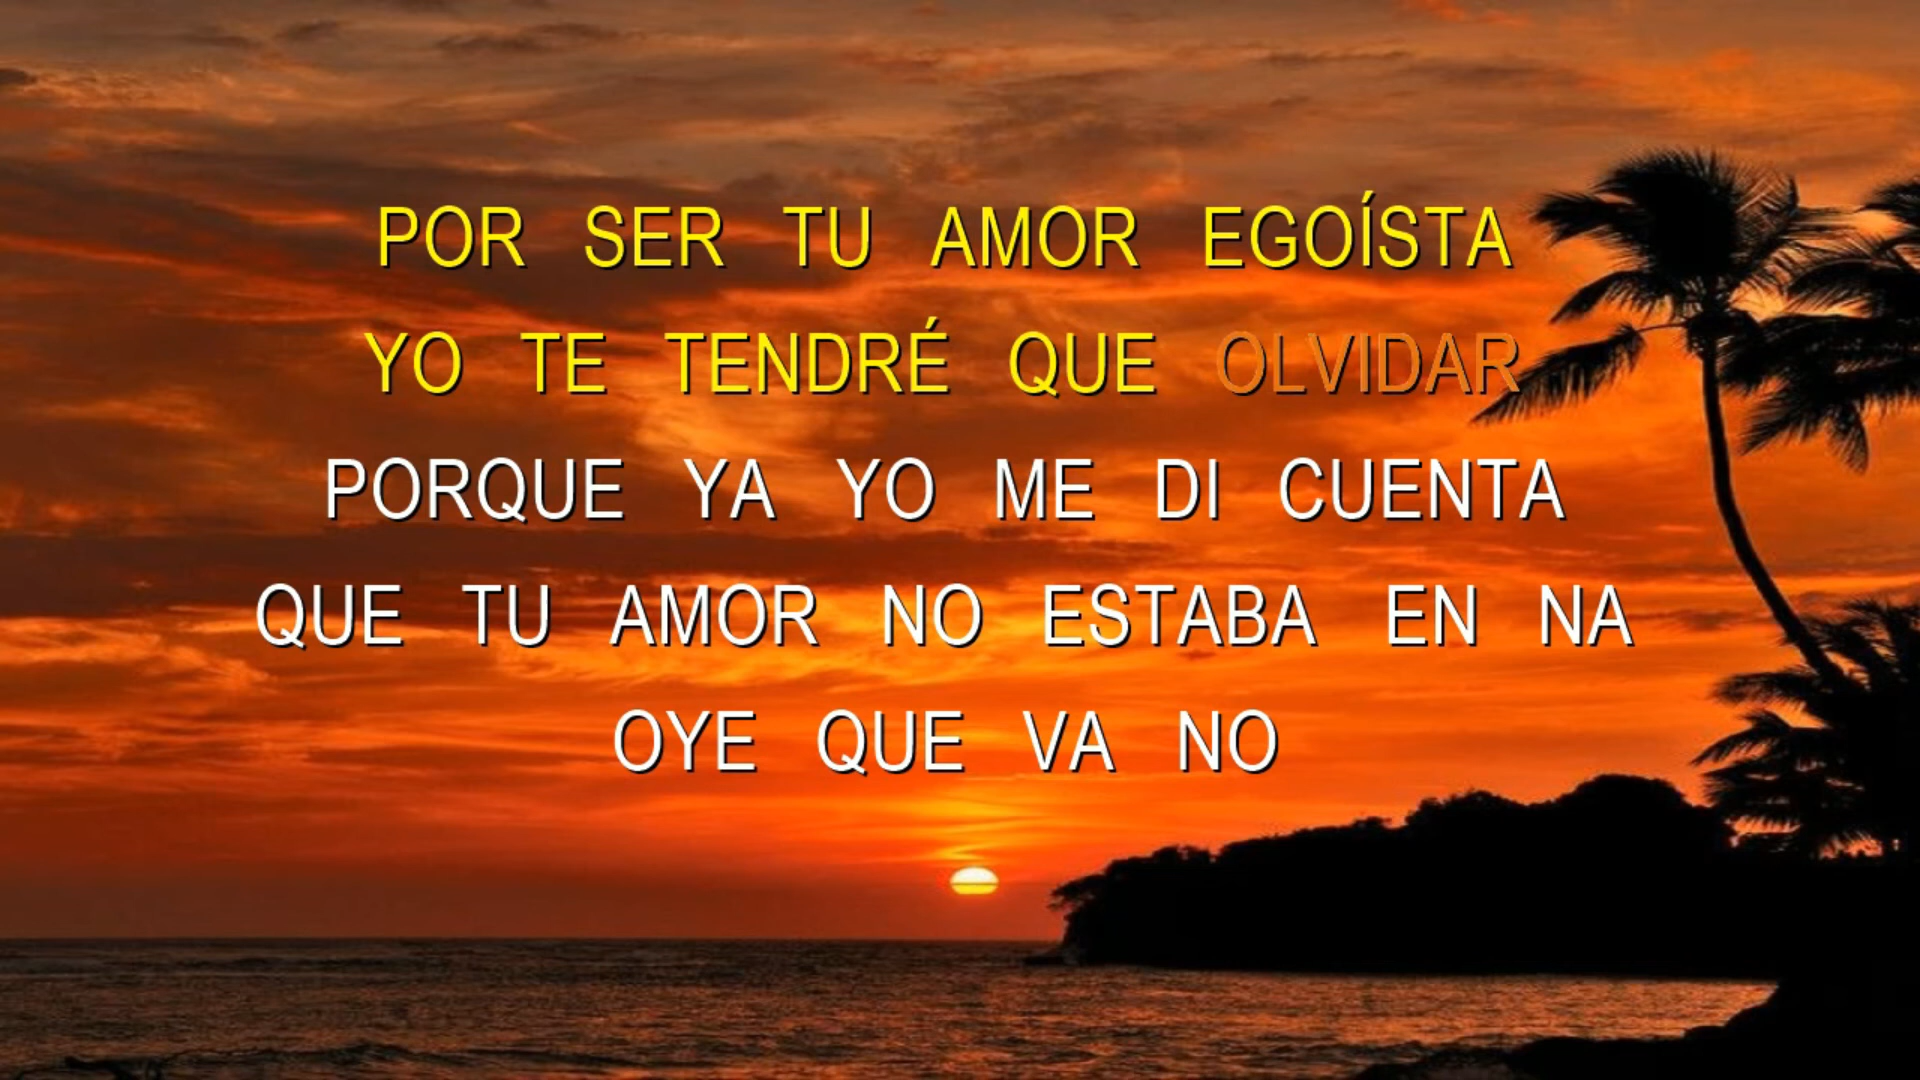 POR SER TU AMOR EGOÍSTA
YO TE TENDRÉ QUE OLVIDAR
PORQUE YA YO ME DI CUENTA
QUE TU AMOR NO ESTABA EN NA
OYE QUE VA NO